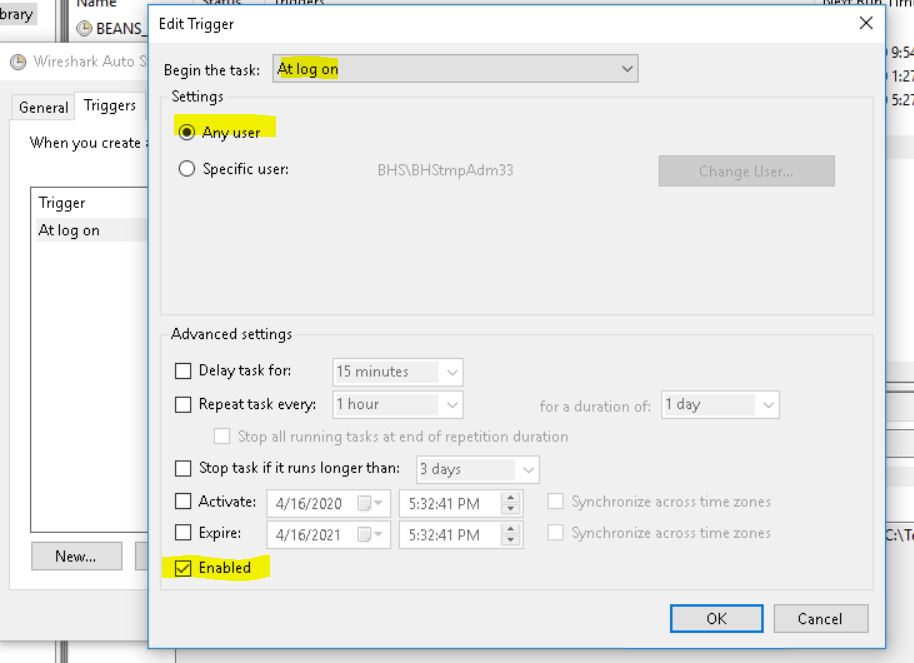 Name Status Triggers Next Run Time
brary
BEANS_
Edit Trigger
Wireshark Auto S
Begin the task: At log on
9:54
1:27
5:27
General Triggers
Settings
Any user
When you create a
Specific user: BHS\BHStmpAdm33 Change User...
Trigger
At log on
Advanced settings
Delay task for: 15 minutes
Repeat task every: 1 hour for a duration of: 1 day
Stop all running tasks at end of repetition duration
Stop task if it runs longer than: 3 days
Activate: 4/16/2020 5:32:41 PM Synchronize across time zones
Expire: 4/16/2021 5:32:41 PM Synchronize across time zones
C:\Te
New...
Enabled
OK Cancel